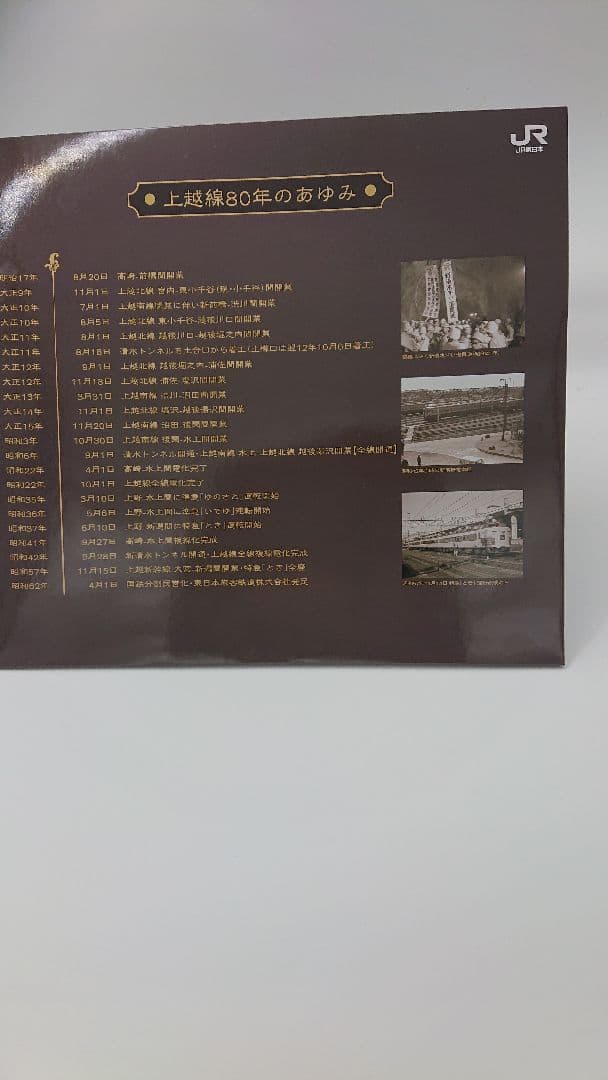 JR
JR東日本
上越線80年のあゆみ
明治17年 8月20日 高崎-前橋間開業
大正9年 11月1日 上越北線 宮内-東小千谷(現・小千谷)間開業
大正10年 7月1日 上越南線 新前橋-渋川間開業
大正10年 8月5日 上越北線 東小千谷-越後川口間開業
大正11年 8月1日 上越北線 越後川口-越後堀之内間開業
大正11年 8月18日 清水トンネルを土合口から着工(土樽口は翌12年10月6日着工)
大正12年 9月1日 上越北線 越後堀之内-浦佐間開業
大正12年 11月18日 上越北線 浦佐-塩沢間開業
大正13年 3月31日 上越南線 渋川-沼田間開業
大正14年 11月1日 上越北線 塩沢-越後湯沢間開業
大正15年 11月20日 上越南線 沼田-後閑間開業
昭和3年 10月30日 上越南線 後閑-水上間開業
昭和6年 9月1日 清水トンネル開通・上越南線 水上-上越北線 越後湯沢開業[全線開通]
昭和22年 4月1日 高崎-水上間電化完了
昭和22年 10月1日 上越線全線電化完了
昭和35年 3月10日 上野-水上間に準急「ゆのさと」運転開始
昭和36年 5月6日 上野-水上間に準急「いでゆ」運転開始
昭和37年 6月10日 上野-新潟間に特急「とき」運転開始
昭和41年 9月27日 高崎-水上間複線化完成
昭和42年 9月28日 新清水トンネル開通・上越線全線複線電化完成
昭和57年 11月15日 上越新幹線 大宮-新潟間開業・特急「とき」全廃
昭和62年 4月1日 国鉄分割民営化・東日本旅客鉄道株式会社発足